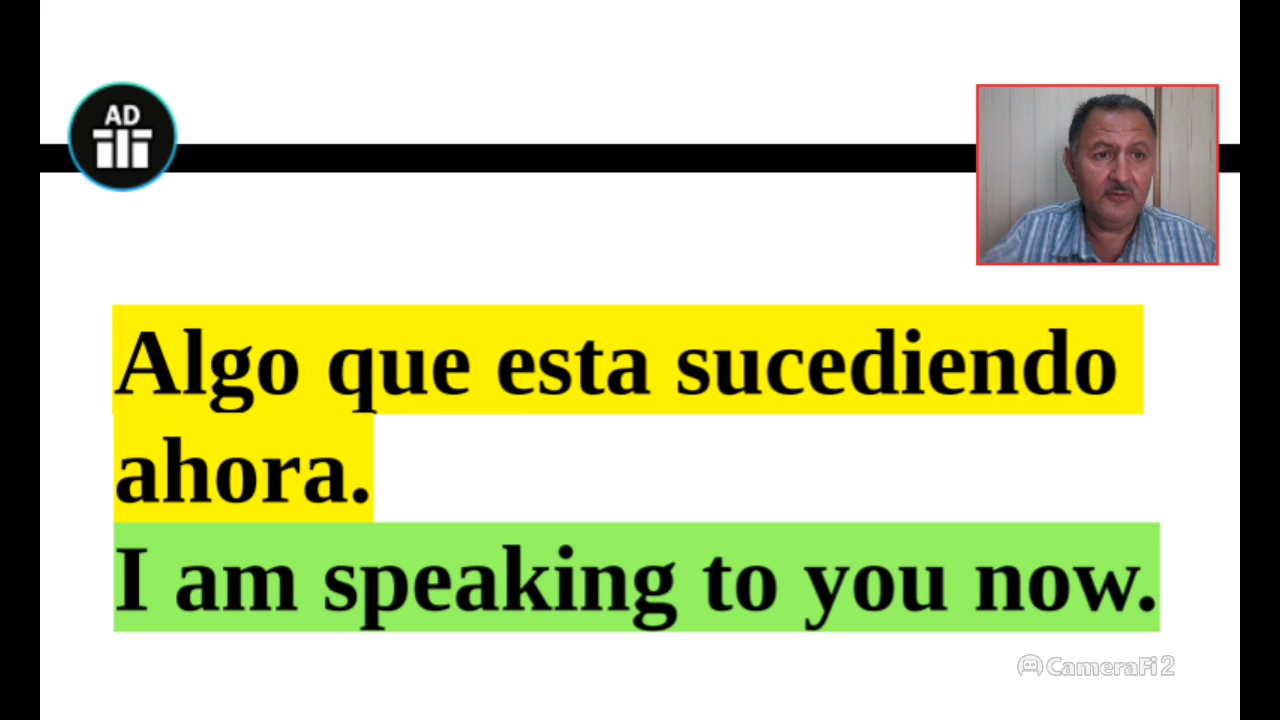 AD
Algo que esta sucediendo
ahora.
I am speaking to you now.
CameraFi 2